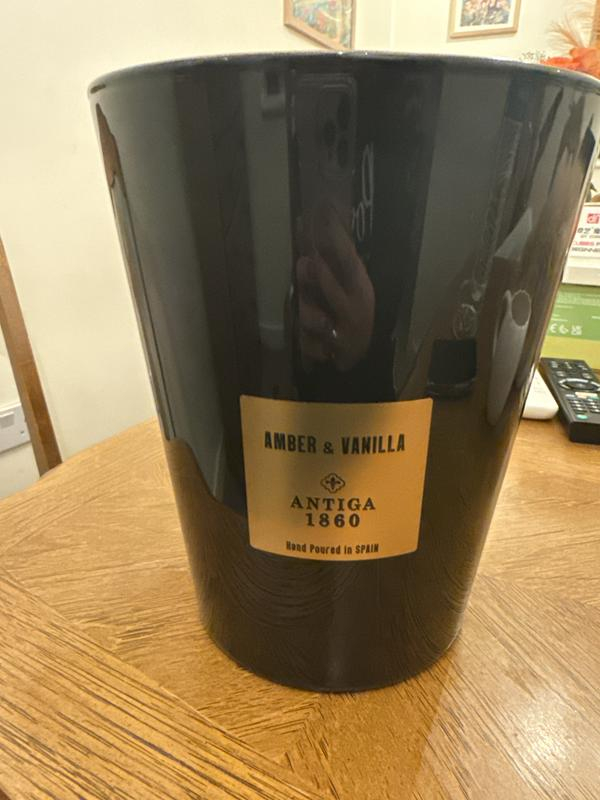 AMBER & VANILLA
ANTIGA
1860
Hand Poured in SPAIN